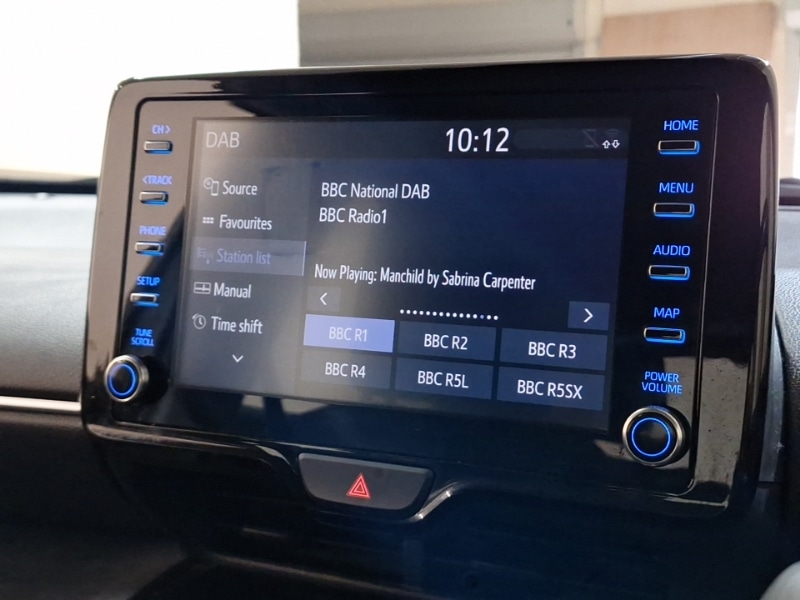 CH>
<TRACK
PHONE
SETUP
TUNE
SCROLL
DAB
10:12
Source
Favourites
Station list
Manual
Time shift
BBC National DAB
BBC Radio1
Now Playing: Manchild by Sabrina Carpenter
BBC R1
BBC R2
BBC R3
BBC R4
BBC R5L
BBC R5SX
HOME
MENU
AUDIO
MAP
POWER
VOLUME